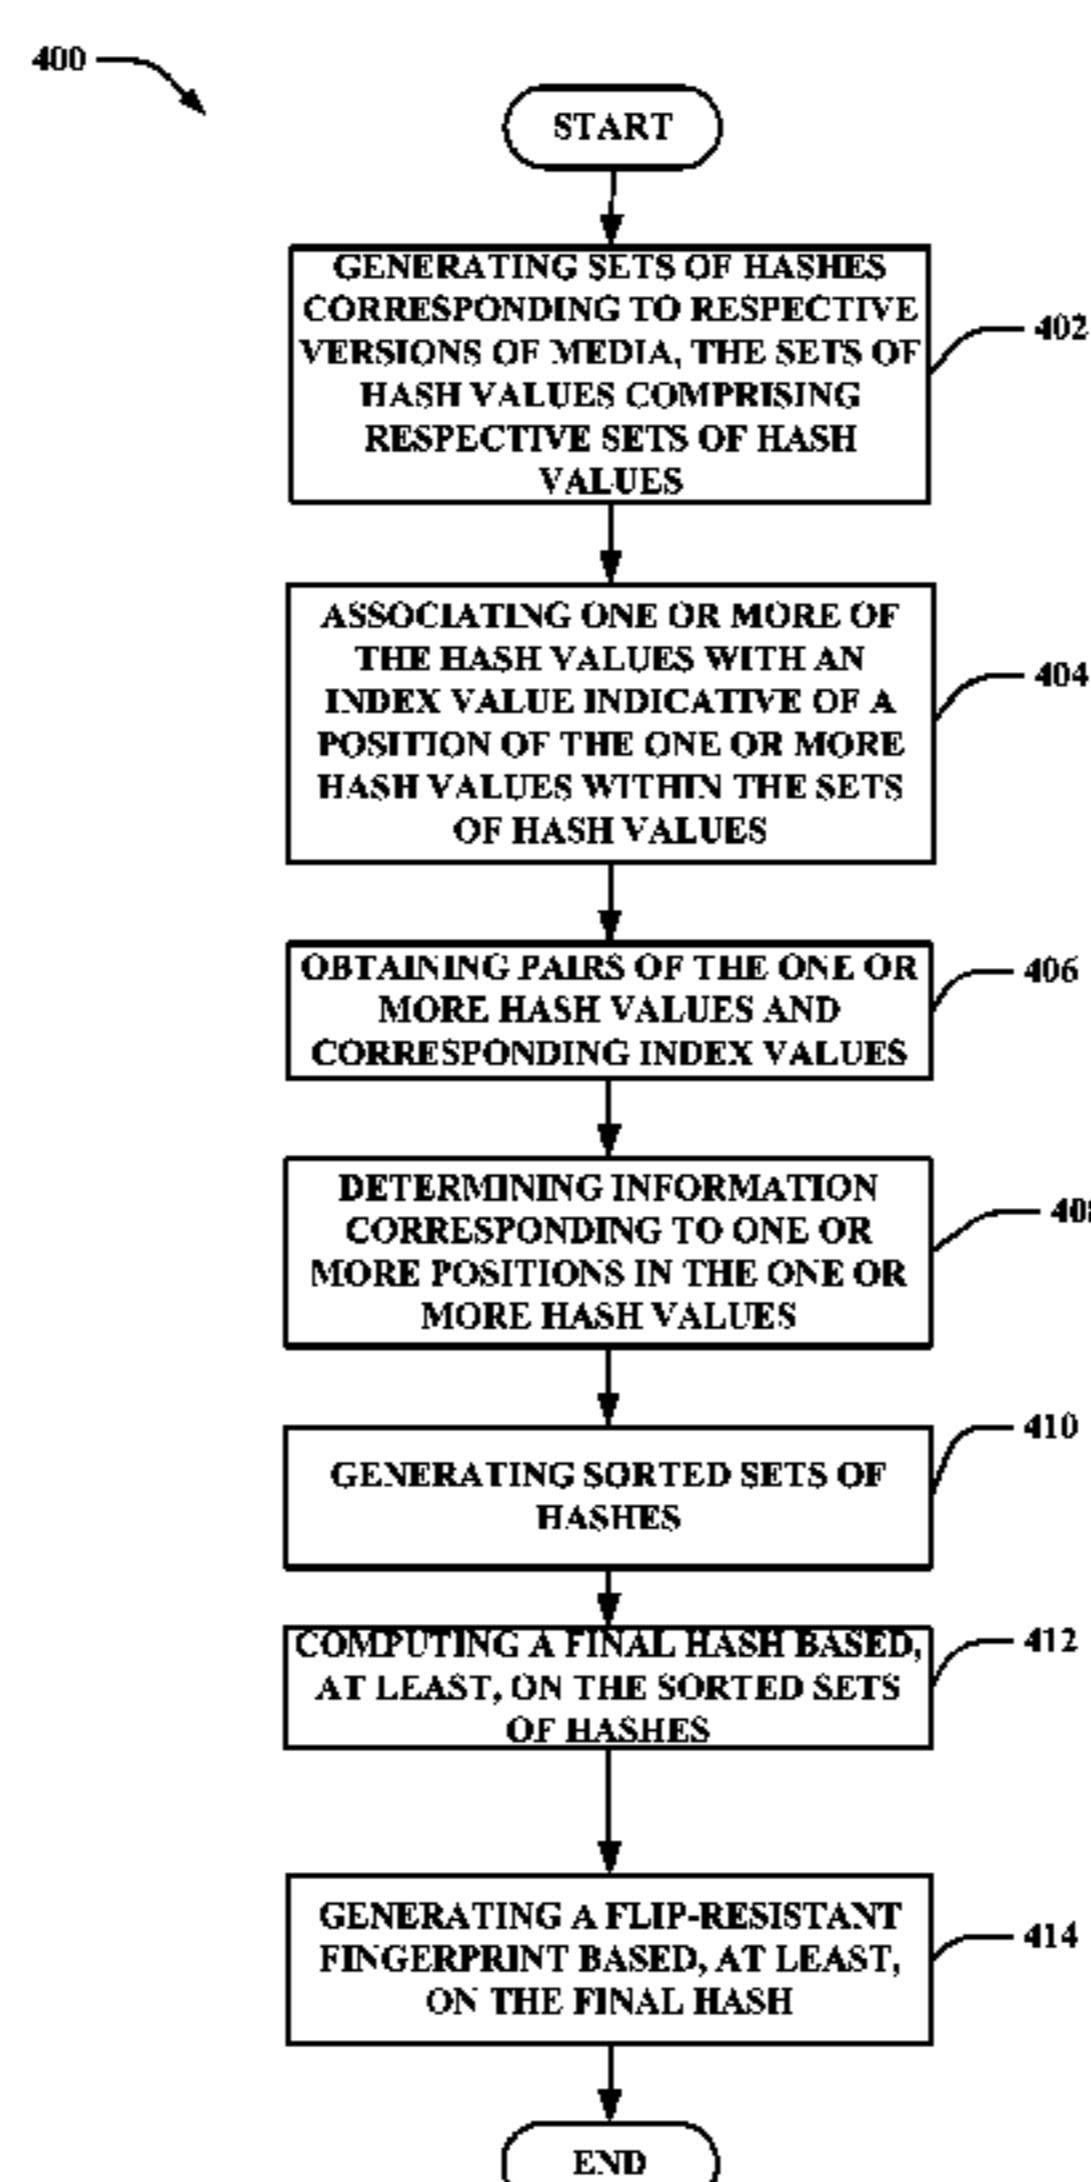 400
START
GENERATING SETS OF HASHES
CORRESPONDING TO RESPECTIVE
VERSIONS OF MEDIA, THE SETS OF
HASH VALUES COMPRISING
RESPECTIVE SETS OF HASH
VALUES
402
ASSOCIATING ONE OR MORE OF
THE HASH VALUES WITH AN
INDEX VALUE INDICATIVE OF A
POSITION OF THE ONE OR MORE
HASH VALUES WITHIN THE SETS
OF HASH VALUES
404
OBTAINING PAIRS OF THE ONE OR
MORE HASH VALUES AND
CORRESPONDING INDEX VALUES
406
DETERMINING INFORMATION
CORRESPONDING TO ONE OR
MORE POSITIONS IN THE ONE OR
MORE HASH VALUES
408
GENERATING SORTED SETS OF
HASHES
410
COMPUTING A FINAL HASH BASED,
AT LEAST, ON THE SORTED SETS
OF HASHES
412
GENERATING A FLIP-RESISTANT
FINGERPRINT BASED, AT LEAST,
ON THE FINAL HASH
414
END